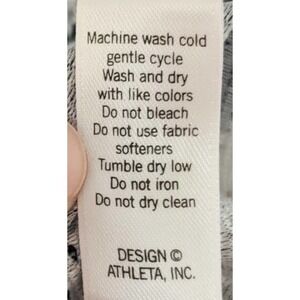 Machine wash cold
gentle cycle
Wash and dry
with like colors
Do not bleach
Do not use fabric
softeners
Tumble dry low
Do not iron
Do not dry clean
DESIGN ©
ATHLETA, INC.